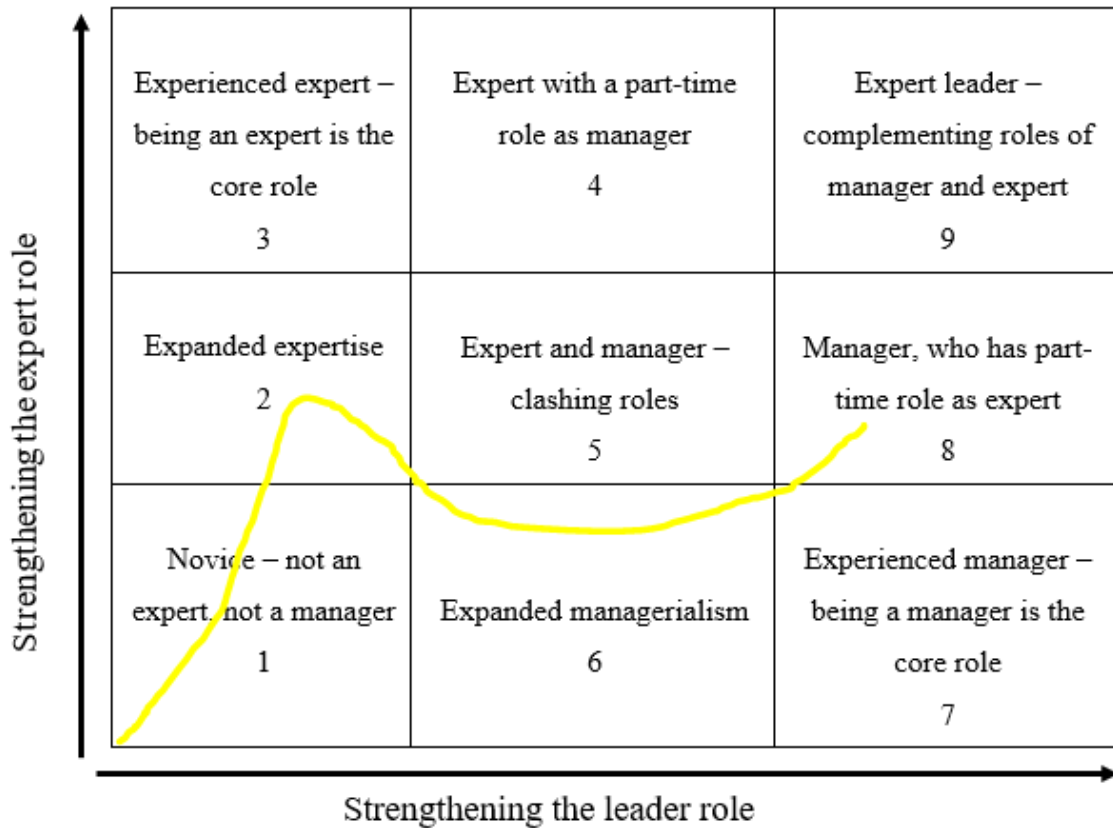 Strengthening the expert role
Experienced expert –
being an expert is the
core role
3
Expert with a part-time
role as manager
4
Expert leader –
complementing roles of
manager and expert
9
Expanded expertise
2
Expert and manager –
clashing roles
5
Manager, who has part-
time role as expert
8
Novice – not an
expert, not a manager
1
Expanded managerialism
6
Experienced manager –
being a manager is the
core role
7
Strengthening the leader role